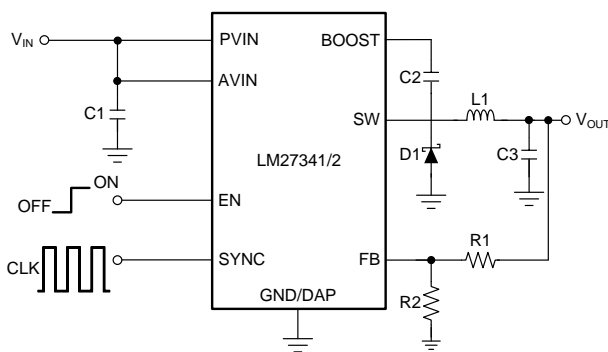 VIN
PVIN
BOOST
C2
AVIN
L1
C1
SW
VOUT
D1
C3
LM27341/2
ON
OFF
EN
R1
CLK
SYNC
FB
R2
GND/DAP